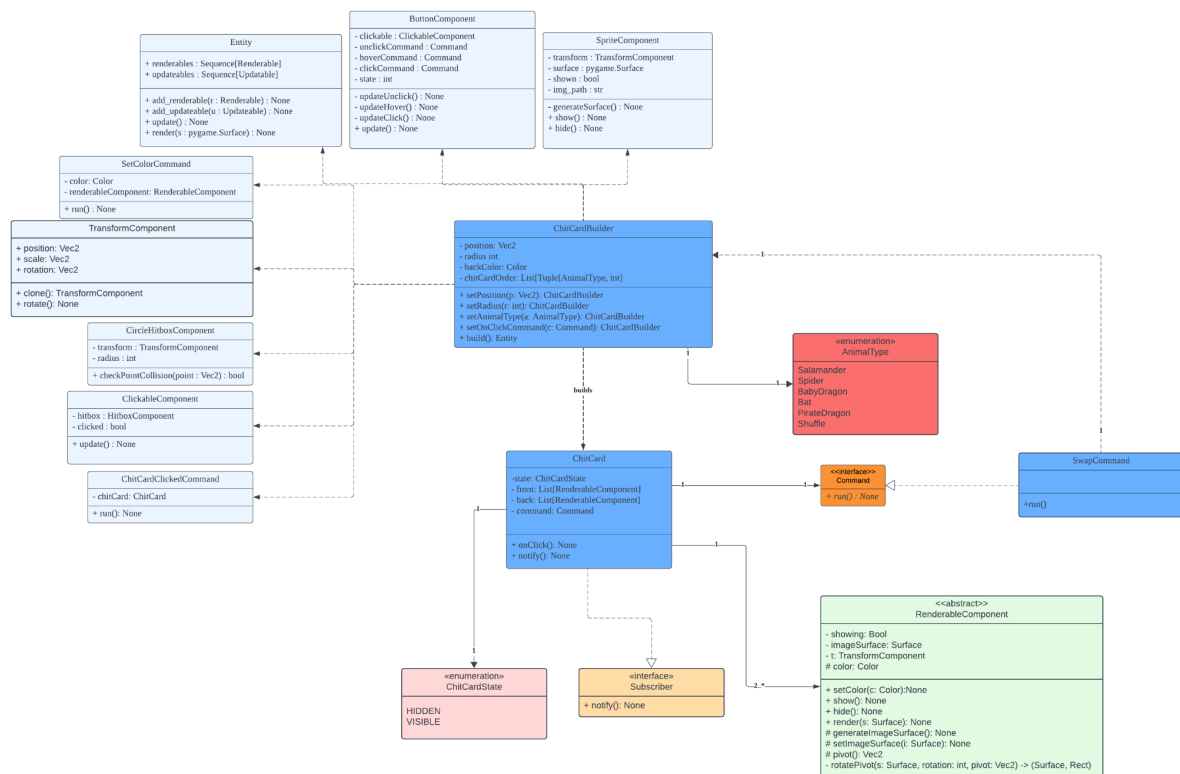 ButtonComponent
- clickable : ClickableComponent
- unclickCommand : Command
- hoverCommand : Command
- clickCommand : Command
- state : int
- updateUnclick() : None
- updateHover() : None
- updateClick() : None
+ update() : None
Entity
+ renderables : Sequence[Renderable]
+ updateables : Sequence[Updatable]
+ add_renderable(r : Renderable) : None
+ add_updateable(u : Updateable) : None
+ update() : None
+ render(s : pygame.Surface) : None
SpriteComponent
- transform : TransformComponent
- surface : pygame.Surface
- shown : bool
- img_path : str
- generateSurface() : None
+ show() : None
+ hide() : None
SetColorCommand
- color: Color
- renderableComponent: RenderableComponent
+ run() : None
TransformComponent
+ position: Vec2
+ scale: Vec2
+ rotation: Vec2
+ clone(): TransformComponent
+ rotate(): None
CircleHitboxComponent
- transform : TransformComponent
- radius : int
+ checkPointCollision(point : Vec2) : bool
ClickableComponent
- hitbox : HitboxComponent
- clicked : bool
+ update() : None
ChitCardClickedCommand
- chitCard: ChitCard
+ run(): None
ChitCardBuilder
- position: Vec2
- radius int
- backColor: Color
- chitCardOrder: List[Tuple[AnimalType, int]
+ setPosition(p: Vec2): ChitCardBuilder
+ setRadius(r: int): ChitCardBuilder
+ setAnimalType(a: AnimalType): ChitCardBuilder
+ setOnClickCommand(c: Command): ChitCardBuilder
+ build(): Entity
1
1
1
1
builds
«enumeration»
AnimalType
Salamander
Spider
BabyDragon
Bat
PirateDragon
Shuffle
ChitCard
-state: ChitCardState
- front: List[RenderableComponent]
- back: List[RenderableComponent]
- command: Command
+ onClick(): None
+ notify(): None
1
1
<<interface>>
Command
+ run() : None
SwapCommand
+run()
1
1
1
2..*
«enumeration»
ChitCardState
HIDDEN
VISIBLE
«interface»
Subscriber
+ notify(): None
<<abstract>>
RenderableComponent
- showing: Bool
- imageSurface: Surface
- t: TransformComponent
# color: Color
+ setColor(c: Color):None
+ show(): None
+ hide(): None
+ render(s: Surface): None
# generateImageSurface(): None
# setImageSurface(i: Surface): None
# pivot(): Vec2
- rotatePivot(s: Surface, rotation: int, pivot: Vec2) -> (Surface, Rect)